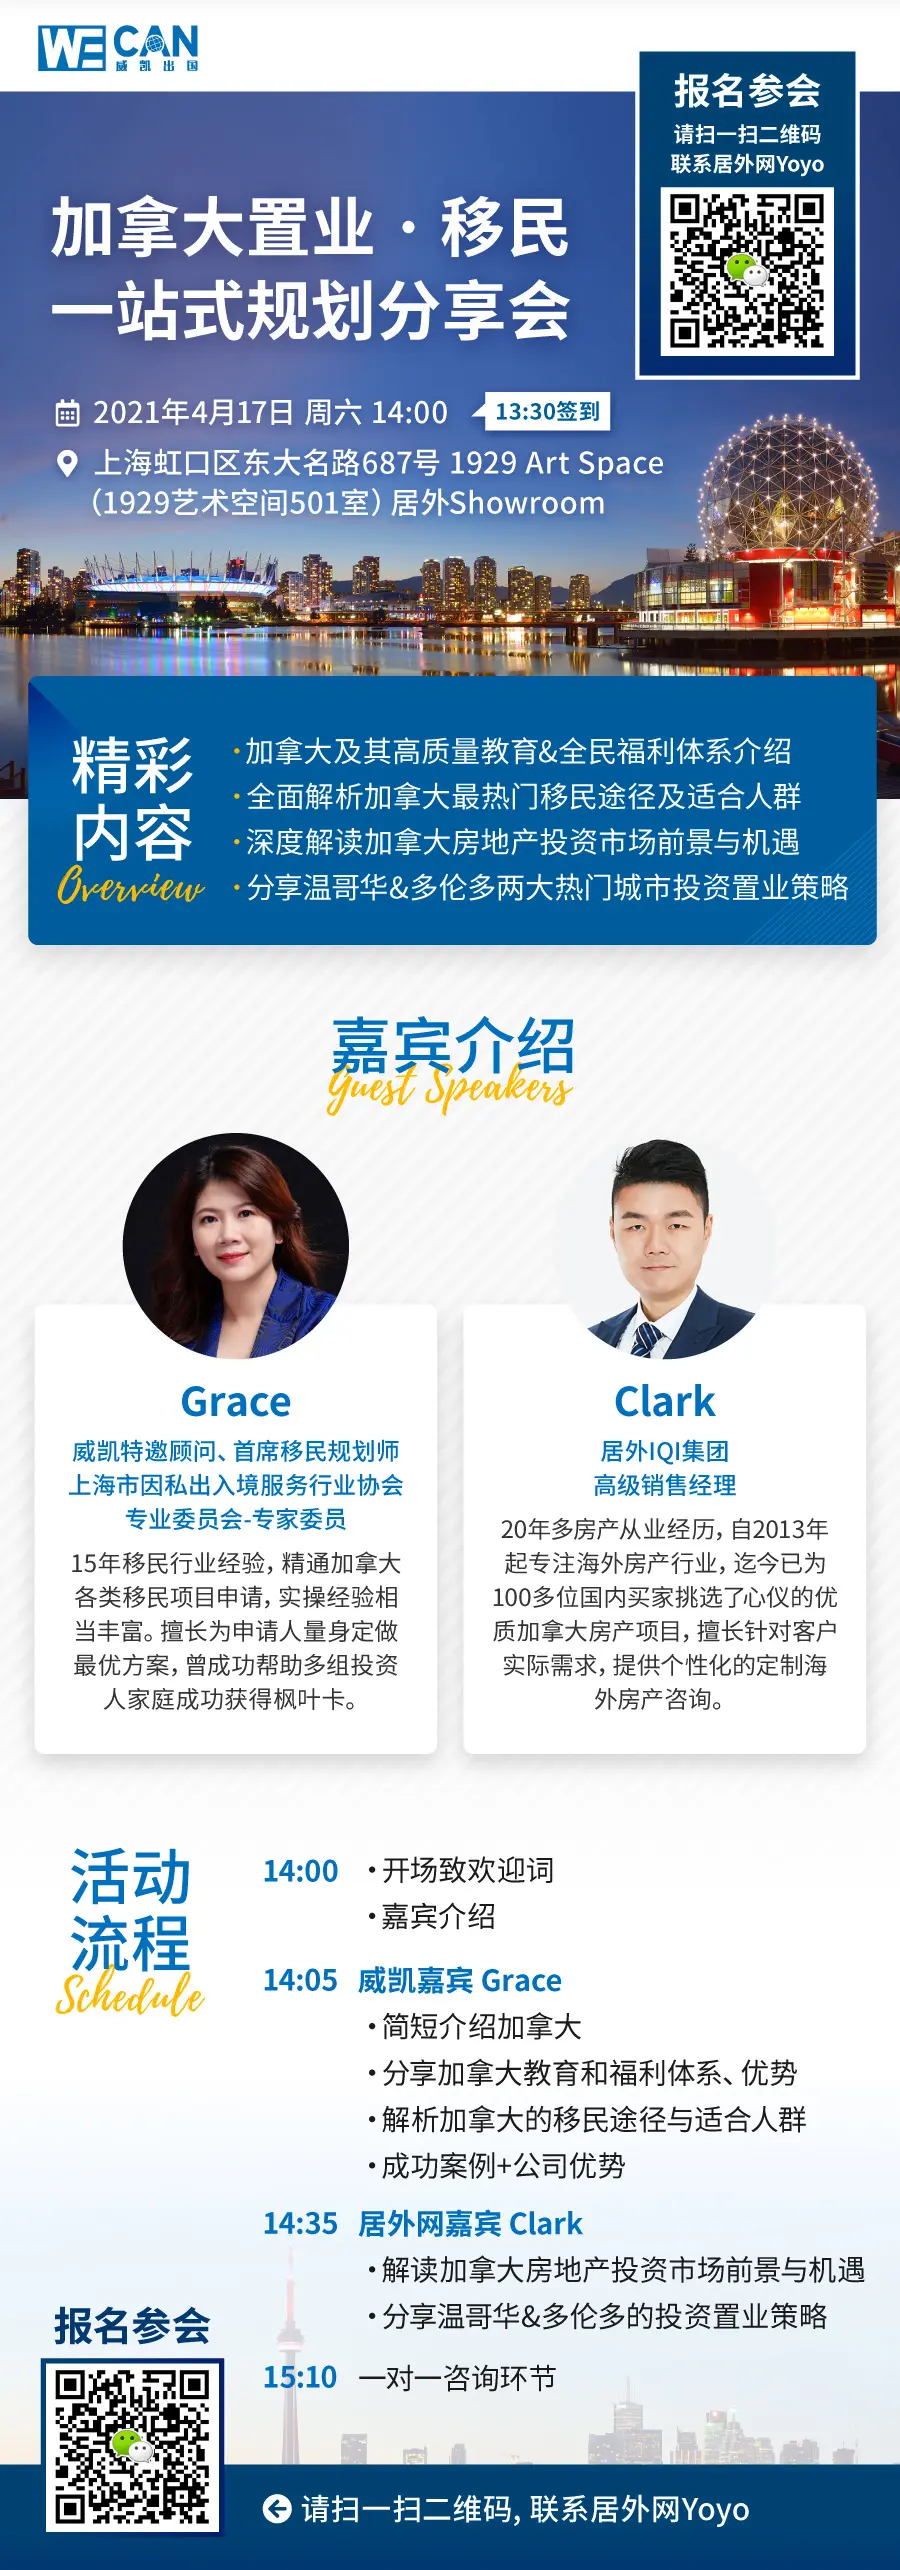 WE CAN
威凯出国
报名参会
请扫一扫二维码
联系居外网Yoyo
加拿大置业·移民
一站式规划分享会
2021年4月17日 周六 14:00
13:30签到
上海虹口区东大名路687号 1929 Art Space
（1929艺术空间501室）居外Showroom
精彩
内容
Overview
·加拿大及其高质量教育&全民福利体系介绍
·全面解析加拿大最热门移民途径及适合人群
·深度解读加拿大房地产投资市场前景与机遇
·分享温哥华&多伦多两大热门城市投资置业策略
嘉宾介绍
Guest Speakers
Grace
威凯特邀顾问、首席移民规划师
上海市因私出入境服务行业协会
专业委员会-专家委员
15年移民行业经验，精通加拿大
各类移民项目申请，实操经验相
当丰富。擅长为申请人量身定做
最优方案，曾成功帮助多组投资
人家庭成功获得枫叶卡。
Clark
居外IQI集团
高级销售经理
20年多房产从业经历，自2013年
起专注海外房产行业，迄今已为
100多位国内买家挑选了心仪的优
质加拿大房产项目，擅长针对客户
实际需求，提供个性化的定制海
外房产咨询。
活动
流程
Schedule
14:00 ·开场致欢迎词
·嘉宾介绍
14:05 威凯嘉宾 Grace
·简短介绍加拿大
·分享加拿大教育和福利体系、优势
·解析加拿大的移民途径与适合人群
·成功案例+公司优势
14:35 居外网嘉宾 Clark
·解读加拿大房地产投资市场前景与机遇
·分享温哥华&多伦多的投资置业策略
15:10 一对一咨询环节
报名参会
请扫一扫二维码，联系居外网Yoyo